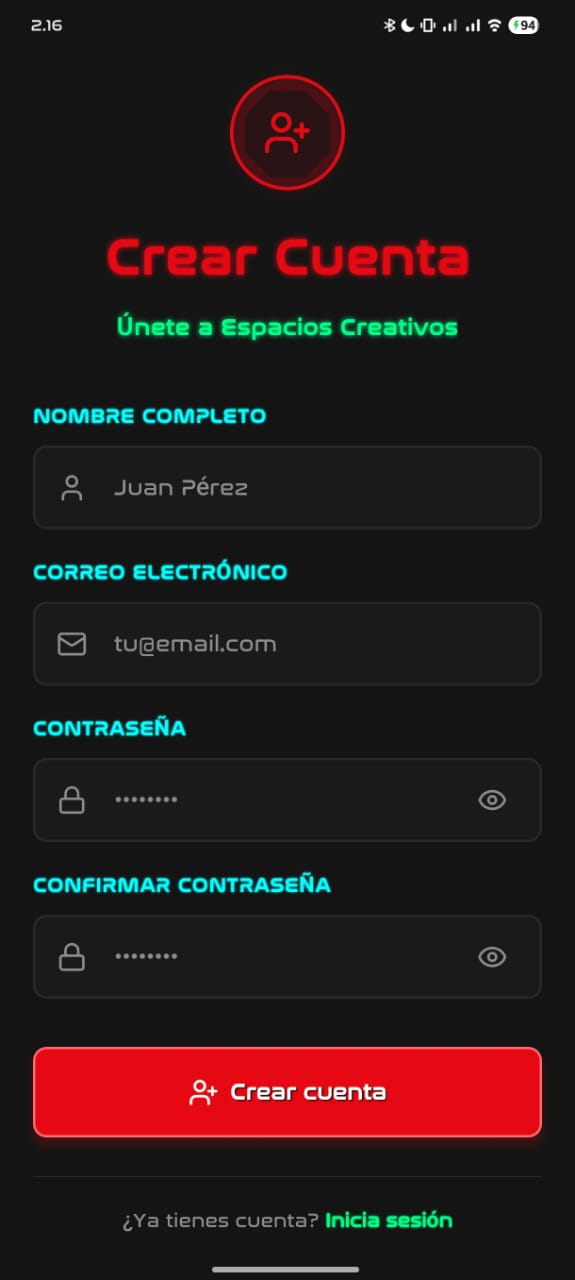 2.16
94
Crear Cuenta
Únete a Espacios Creativos
NOMBRE COMPLETO
Juan Pérez
CORREO ELECTRÓNICO
tu@email.com
CONTRASEÑA
••••••••
CONFIRMAR CONTRASEÑA
••••••••
Crear cuenta
¿Ya tienes cuenta? Inicia sesión